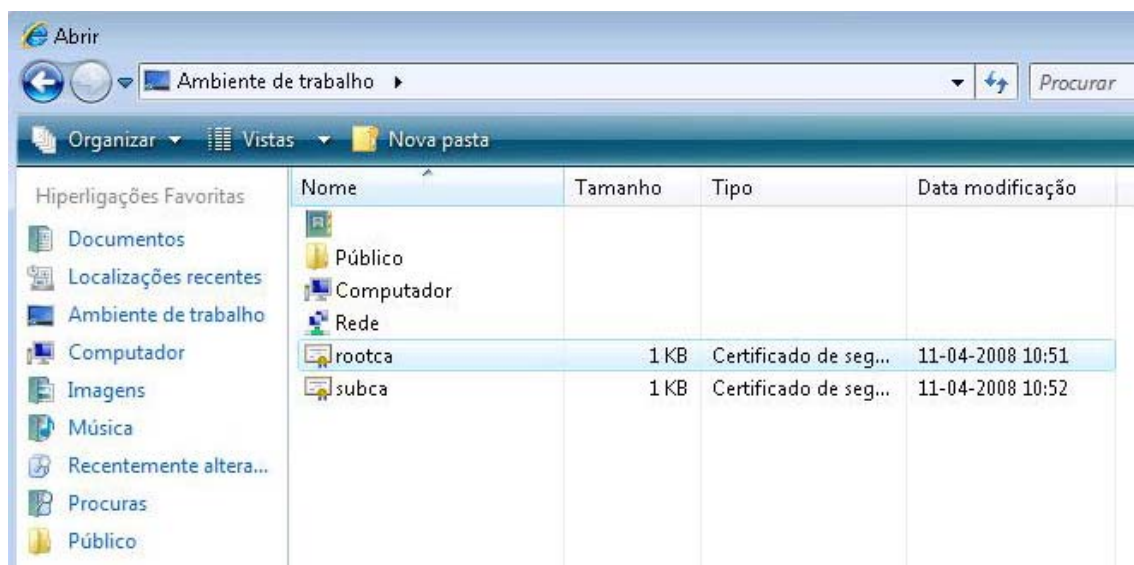 Abrir
Ambiente de trabalho
Procurar
Organizar Vistas Nova pasta
Hiperligações Favoritas
Documentos
Localizações recentes
Ambiente de trabalho
Computador
Imagens
Música
Recentemente altera...
Procuras
Público
Nome Tamanho Tipo Data modificação
Público
Computador
Rede
rootca 1 KB Certificado de seg... 11-04-2008 10:51
subca 1 KB Certificado de seg... 11-04-2008 10:52